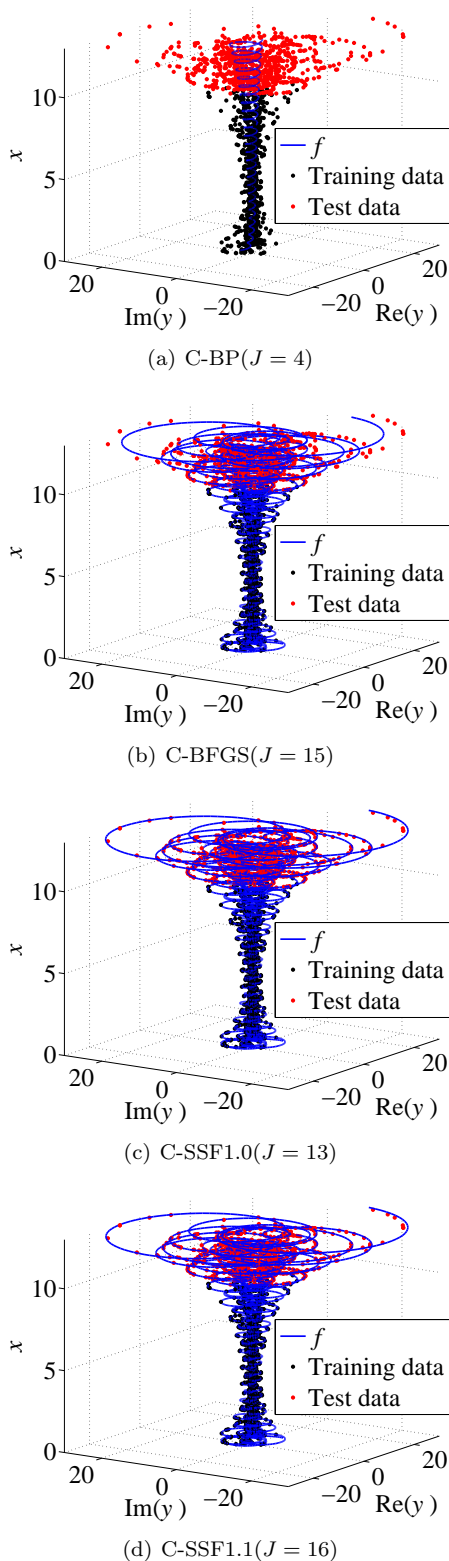 10
x
5
0
f
Training data
Test data
20
0
−20
Im(y )
−20
0
20
Re(y )
(a) C-BP(J = 4)
10
x
5
0
f
Training data
Test data
20
0
−20
Im(y )
−20
0
20
Re(y )
(b) C-BFGS(J = 15)
10
x
5
0
f
Training data
Test data
20
0
−20
Im(y )
−20
0
20
Re(y )
(c) C-SSF1.0(J = 13)
10
x
5
0
f
Training data
Test data
20
0
−20
Im(y )
−20
0
20
Re(y )
(d) C-SSF1.1(J = 16)